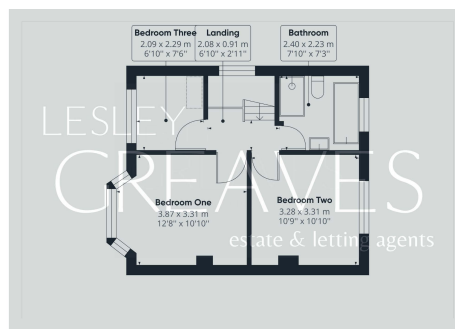 Bedroom Three
2.09 x 2.29 m
6'10" x 7'6"
Landing
2.08 x 0.91 m
6'10" x 2'11"
Bathroom
2.40 x 2.23 m
7'10" x 7'3"
LESLEY
GREAVES
estate & letting agents
Bedroom One
3.87 x 3.31 m
12'8" x 10'10"
Bedroom Two
3.28 x 3.31 m
10'9" x 10'10"